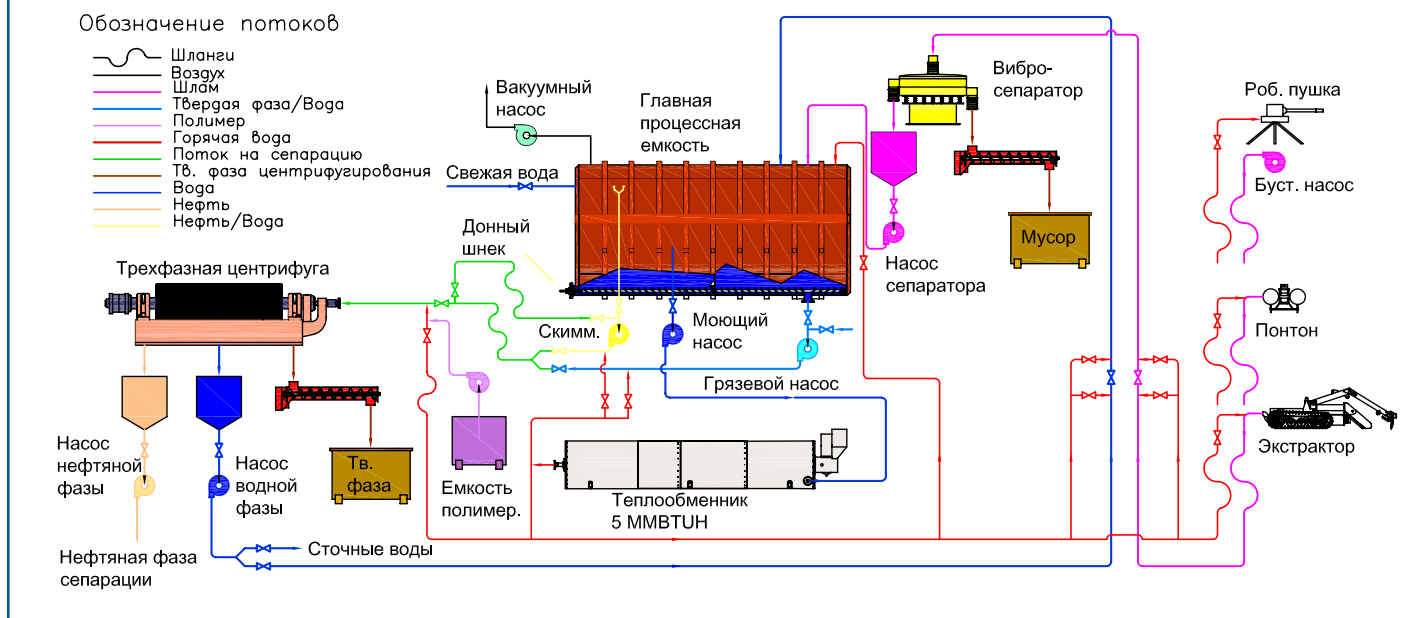 Обозначение потоков
Шланги
Воздух
Шлам
Твердая фаза/Вода
Полимер
Горячая вода
Поток на сепарацию
Тв. фаза центрифугирования
Вода
Нефть
Нефть/Вода
Вакуумный
насос
Главная
процессная
емкость
Вибро-
сепаратор
Роб. пушка
Буст. насос
Свежая вода
Донный
шнек
Мусор
Насос
сепаратора
Трехфазная центрифуга
Скимм.
Моющий
насос
Понтон
Грязевой насос
Экстрактор
Насос
нефтяной
фазы
Насос
водной
фазы
Тв.
фаза
Емкость
полимер.
Теплообменник
5 MMBTUH
Нефтяная фаза
сепарации
Сточные воды